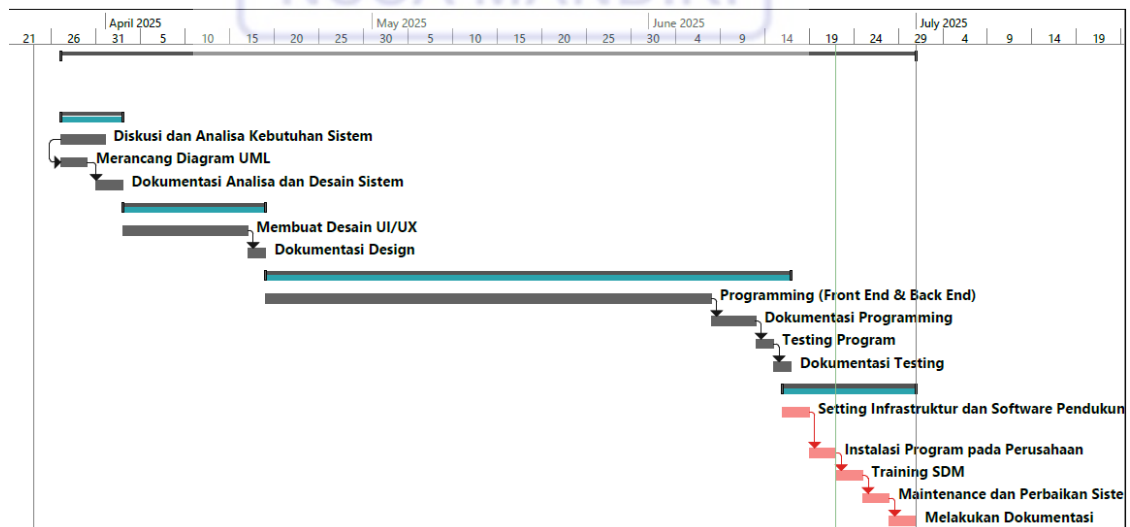 NUSA MANDIRI
April 2025 May 2025 June 2025 July 2025
21 26 31 5 10 15 20 25 30 5 10 15 20 25 30 4 9 14 19 24 29 4 9 14 19
Diskusi dan Analisa Kebutuhan Sistem
Merancang Diagram UML
Dokumentasi Analisa dan Desain Sistem
Membuat Desain UI/UX
Dokumentasi Design
Programming (Front End & Back End)
Dokumentasi Programming
Testing Program
Dokumentasi Testing
Setting Infrastruktur dan Software Pendukun
Instalasi Program pada Perusahaan
Training SDM
Maintenance dan Perbaikan Siste
Melakukan Dokumentasi